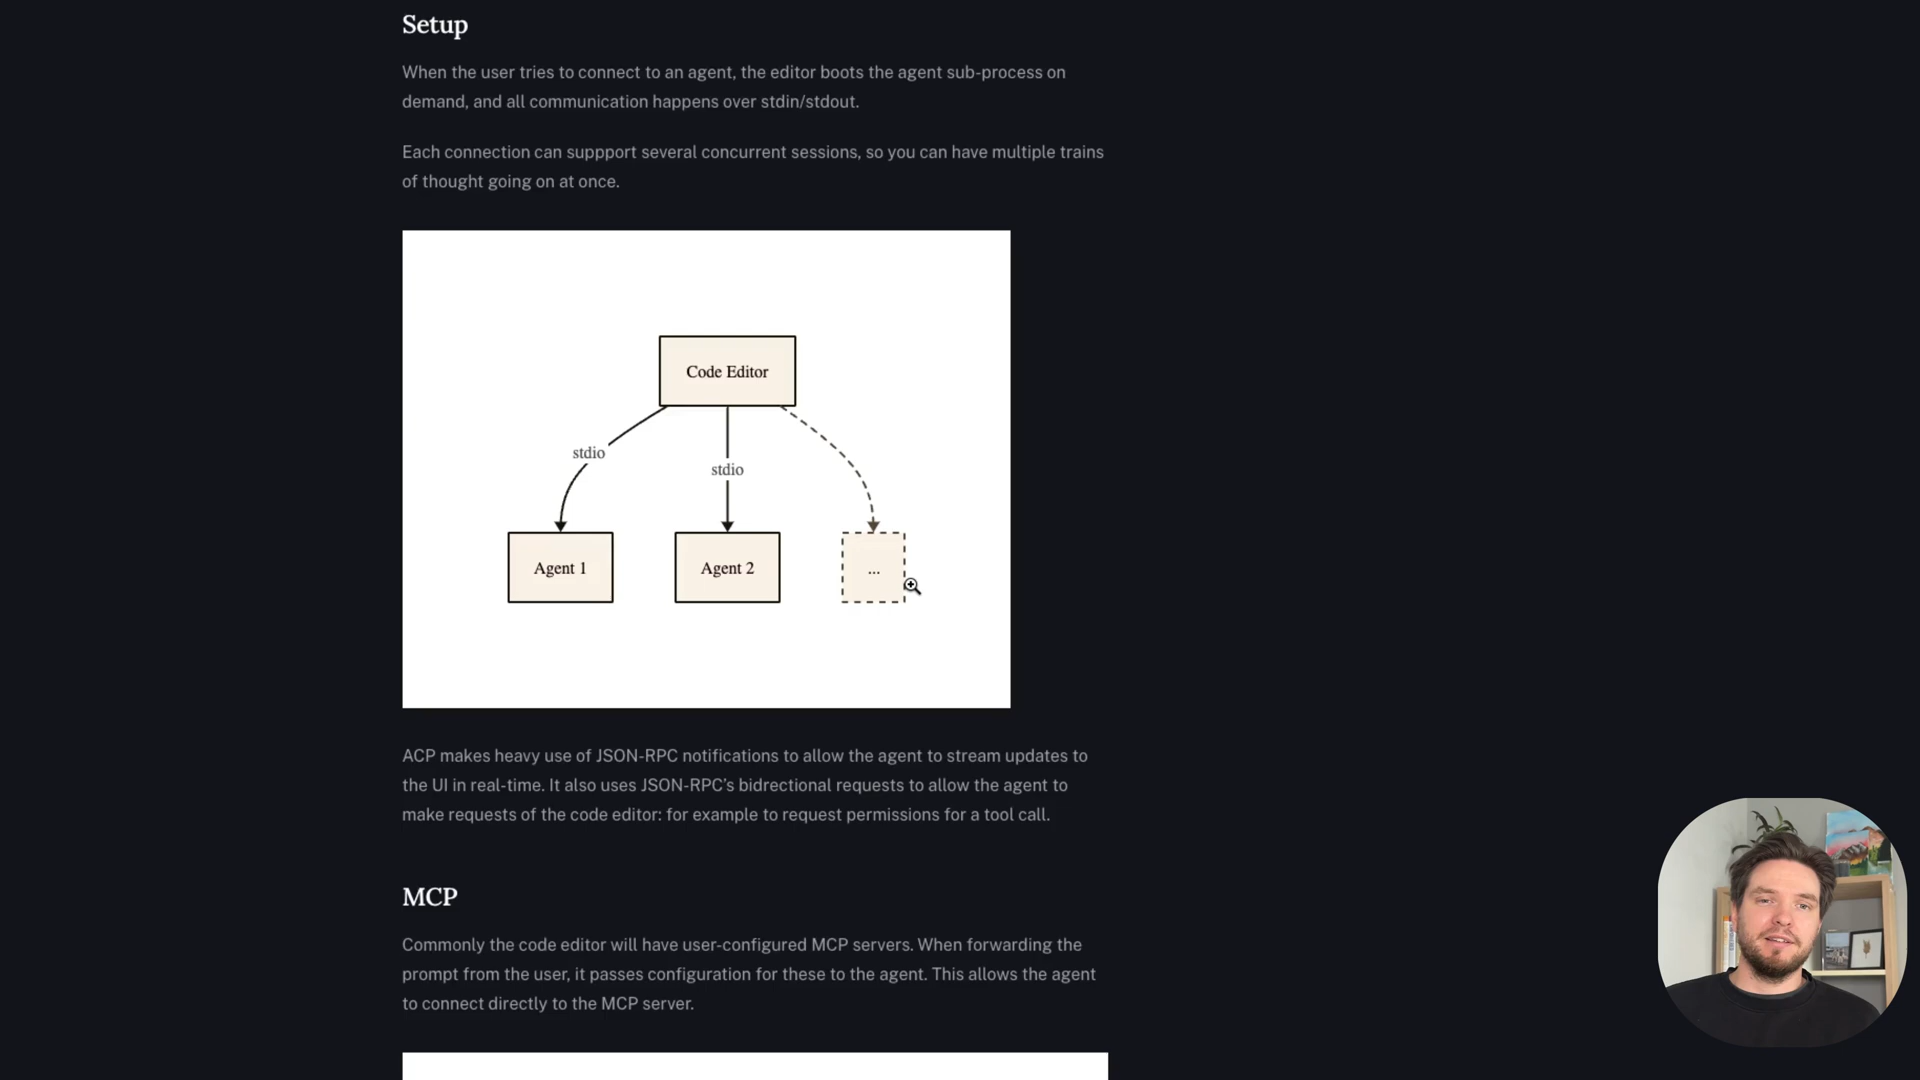 Setup
When the user tries to connect to an agent, the editor boots the agent sub-process on
demand, and all communication happens over stdin/stdout.
Each connection can suppport several concurrent sessions, so you can have multiple trains
of thought going on at once.
Code Editor
stdio
stdio
Agent 1
Agent 2
...
ACP makes heavy use of JSON-RPC notifications to allow the agent to stream updates to
the UI in real-time. It also uses JSON-RPC’s bidrectional requests to allow the agent to
make requests of the code editor: for example to request permissions for a tool call.
MCP
Commonly the code editor will have user-configured MCP servers. When forwarding the
prompt from the user, it passes configuration for these to the agent. This allows the agent
to connect directly to the MCP server.